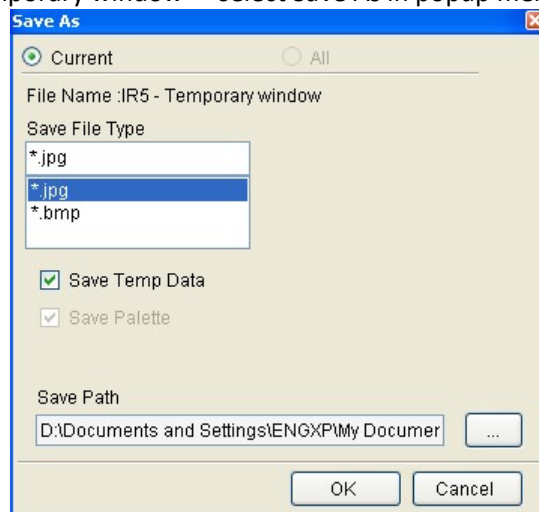 Save As
Current All
File Name :IR5 - Temporary window
Save File Type
*.jpg
*.jpg
*.bmp
Save Temp Data
Save Palette
Save Path
D:\Documents and Settings\ENGXP\My Documer ...
OK Cancel